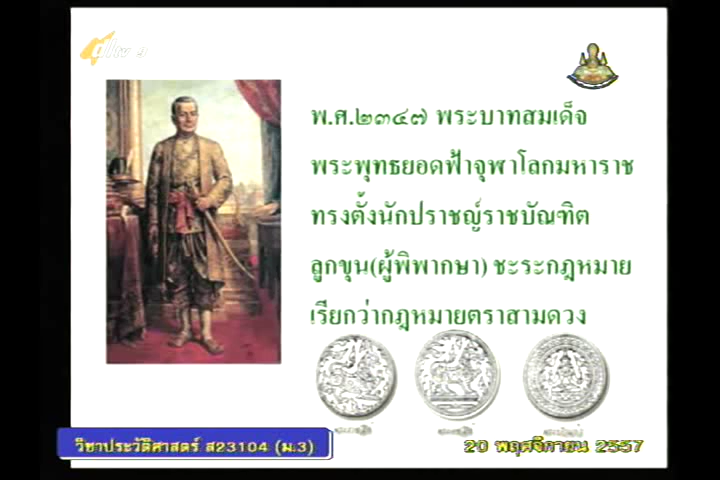 พ.ศ.๒๓๔๗ พระบาทสมเด็จ
พระพุทธยอดฟ้าจุฬาโลกมหาราช
ทรงตั้งนักปราชญ์ราชบัณฑิต
ลูกขุน(ผู้พิพากษา) ชะระกฎหมาย
เรียกว่ากฎหมายตราสามดวง
วิชาประวัติศาสตร์ ส23104 (ม.3)
20 พฤศจิกายน 2557